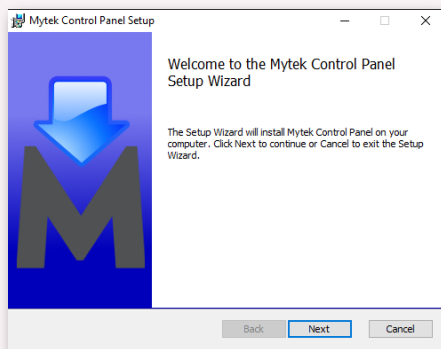 Mytek Control Panel Setup
Welcome to the Mytek Control Panel
Setup Wizard
The Setup Wizard will install Mytek Control Panel on your
computer. Click Next to continue or Cancel to exit the Setup
Wizard.
M
Back Next Cancel